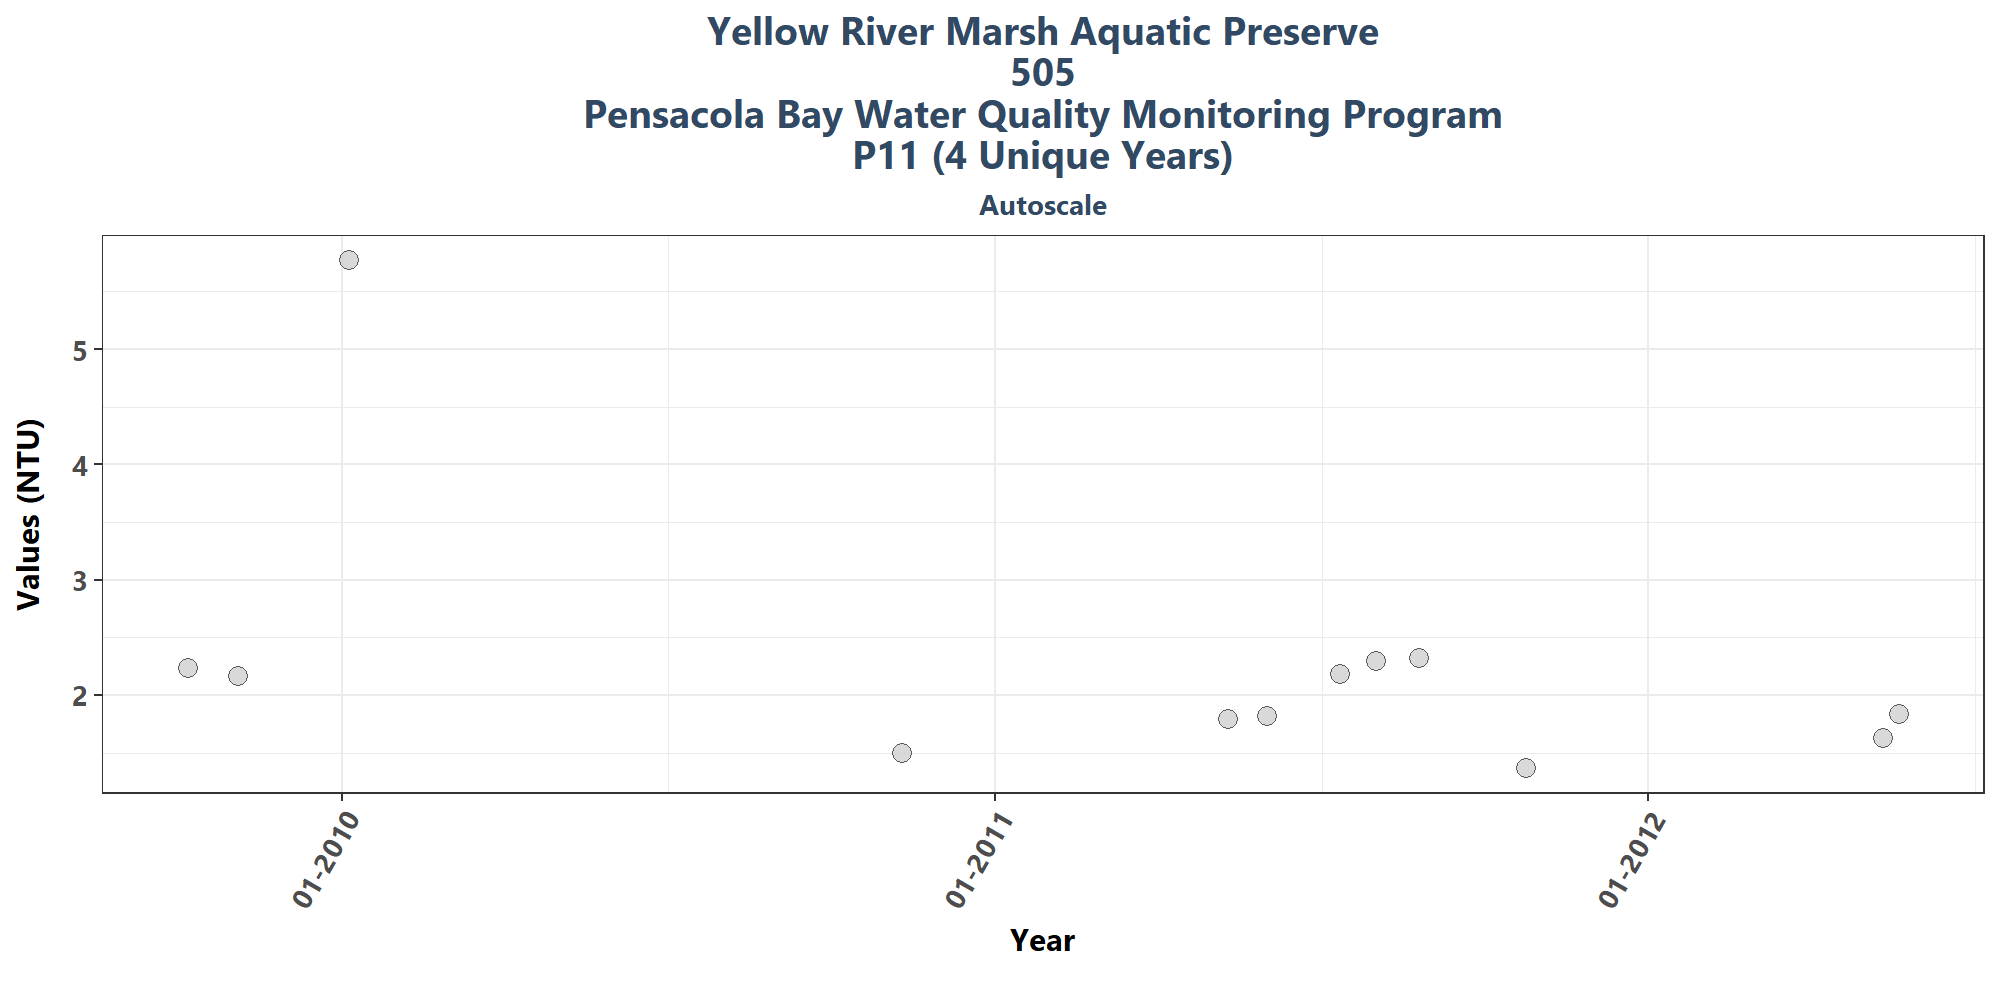 Yellow River Marsh Aquatic Preserve
505
Pensacola Bay Water Quality Monitoring Program
P11 (4 Unique Years)
Autoscale
Values (NTU)
5
4
3
2
01-2010
01-2011
01-2012
Year